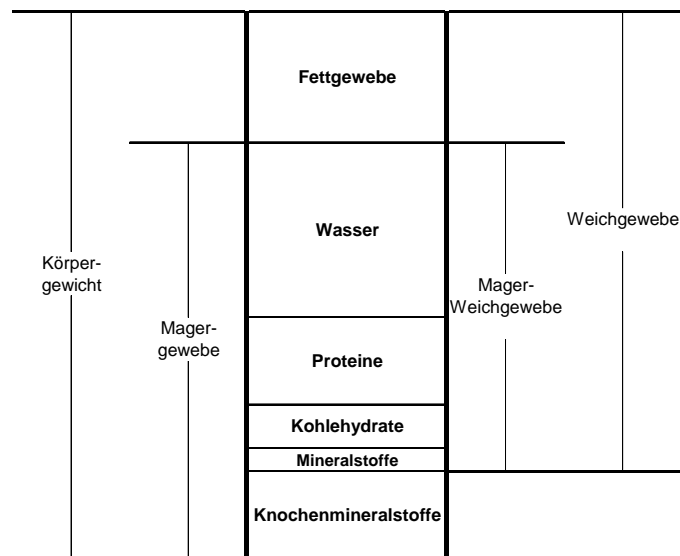 Fettgewebe
Wasser
Weichgewebe
Körper-
gewicht
Mager-
Weichgewebe
Mager-
gewebe
Proteine
Kohlehydrate
Mineralstoffe
Knochenmineralstoffe